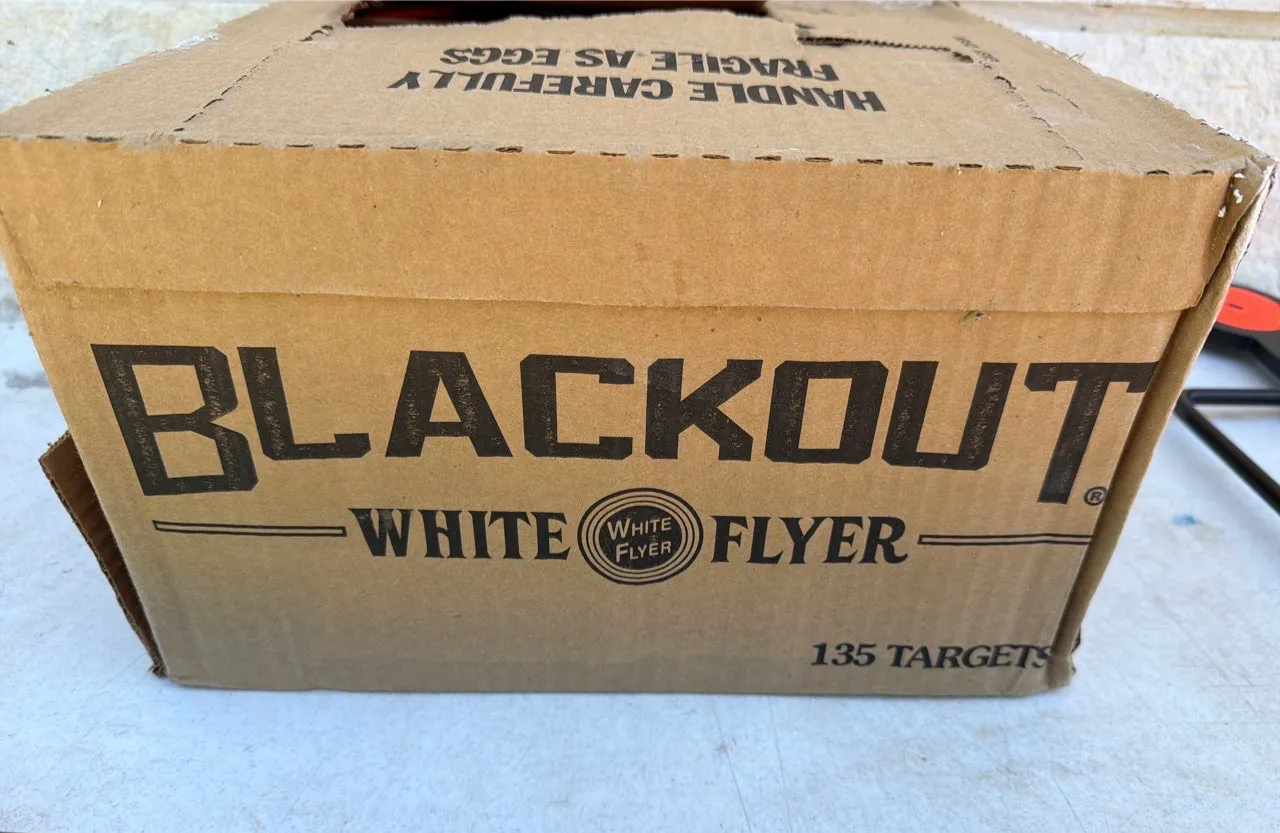 HANDLE CAREFULLY
FRAGILE AS EGGS
BLACKOUT®
WHITE FLYER
WHITE
FLYER
135 TARGETS